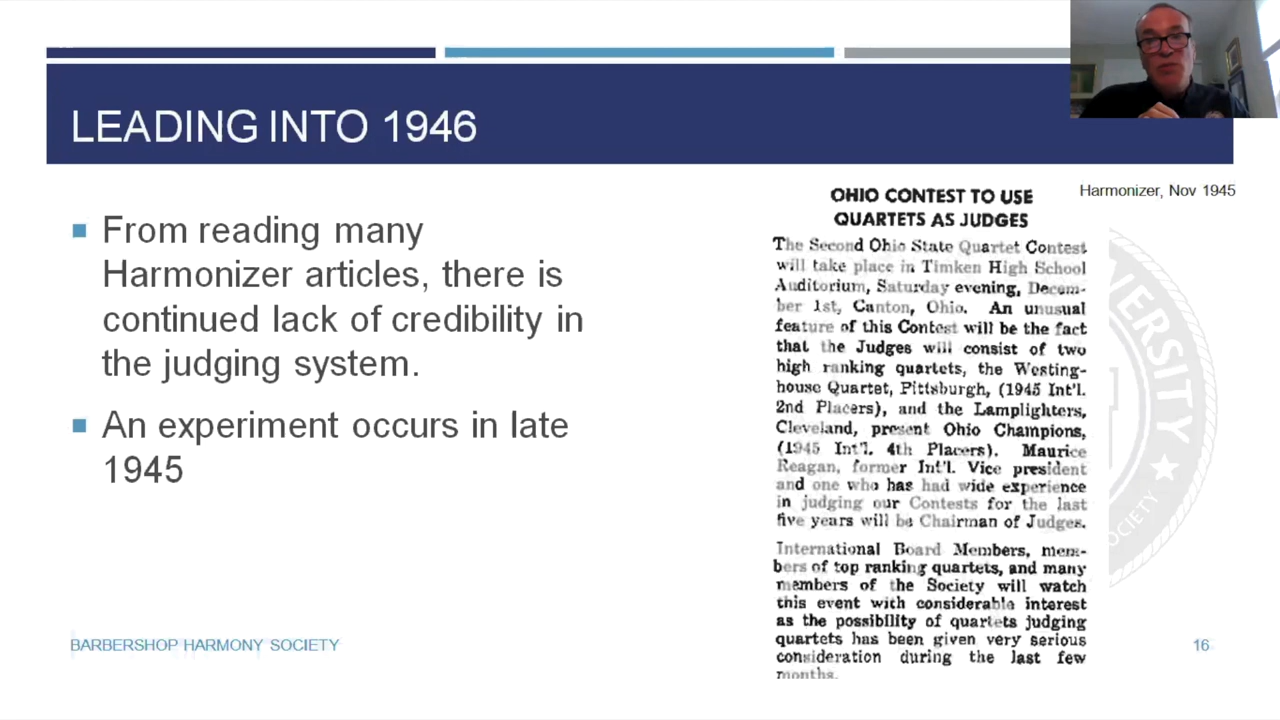 LEADING INTO 1946
From reading many
Harmonizer articles, there is
continued lack of credibility in
the judging system.
An experiment occurs in late
1945
Harmonizer, Nov 1945
OHIO CONTEST TO USE
QUARTETS AS JUDGES
The Second Ohio State Quartet Contest
will take place in Timken High School
Auditorium, Saturday evening, Decem-
ber 1st, Canton, Ohio. An unusual
feature of this Contest will be the fact
that the Judges will consist of two
high ranking quartets, the Westing-
house Quartet, Pittsburgh, (1945 Int'l.
2nd Placers), and the Lamplighters,
Cleveland, present Ohio Champions,
(1945 Int'l. 4th Placers). Maurice
Reagan, former Int'l. Vice president
and one who has had wide experience
in judging our Contests for the last
five years will be Chairman of Judges.
International Board Members, mem-
bers of top ranking quartets, and many
members of the Society will watch
this event with considerable interest
as the possibility of quartets judging
quartets has been given very serious
consideration during the last few
months.
VERSITY
OCIETY
BARBERSHOP HARMONY SOCIETY
16